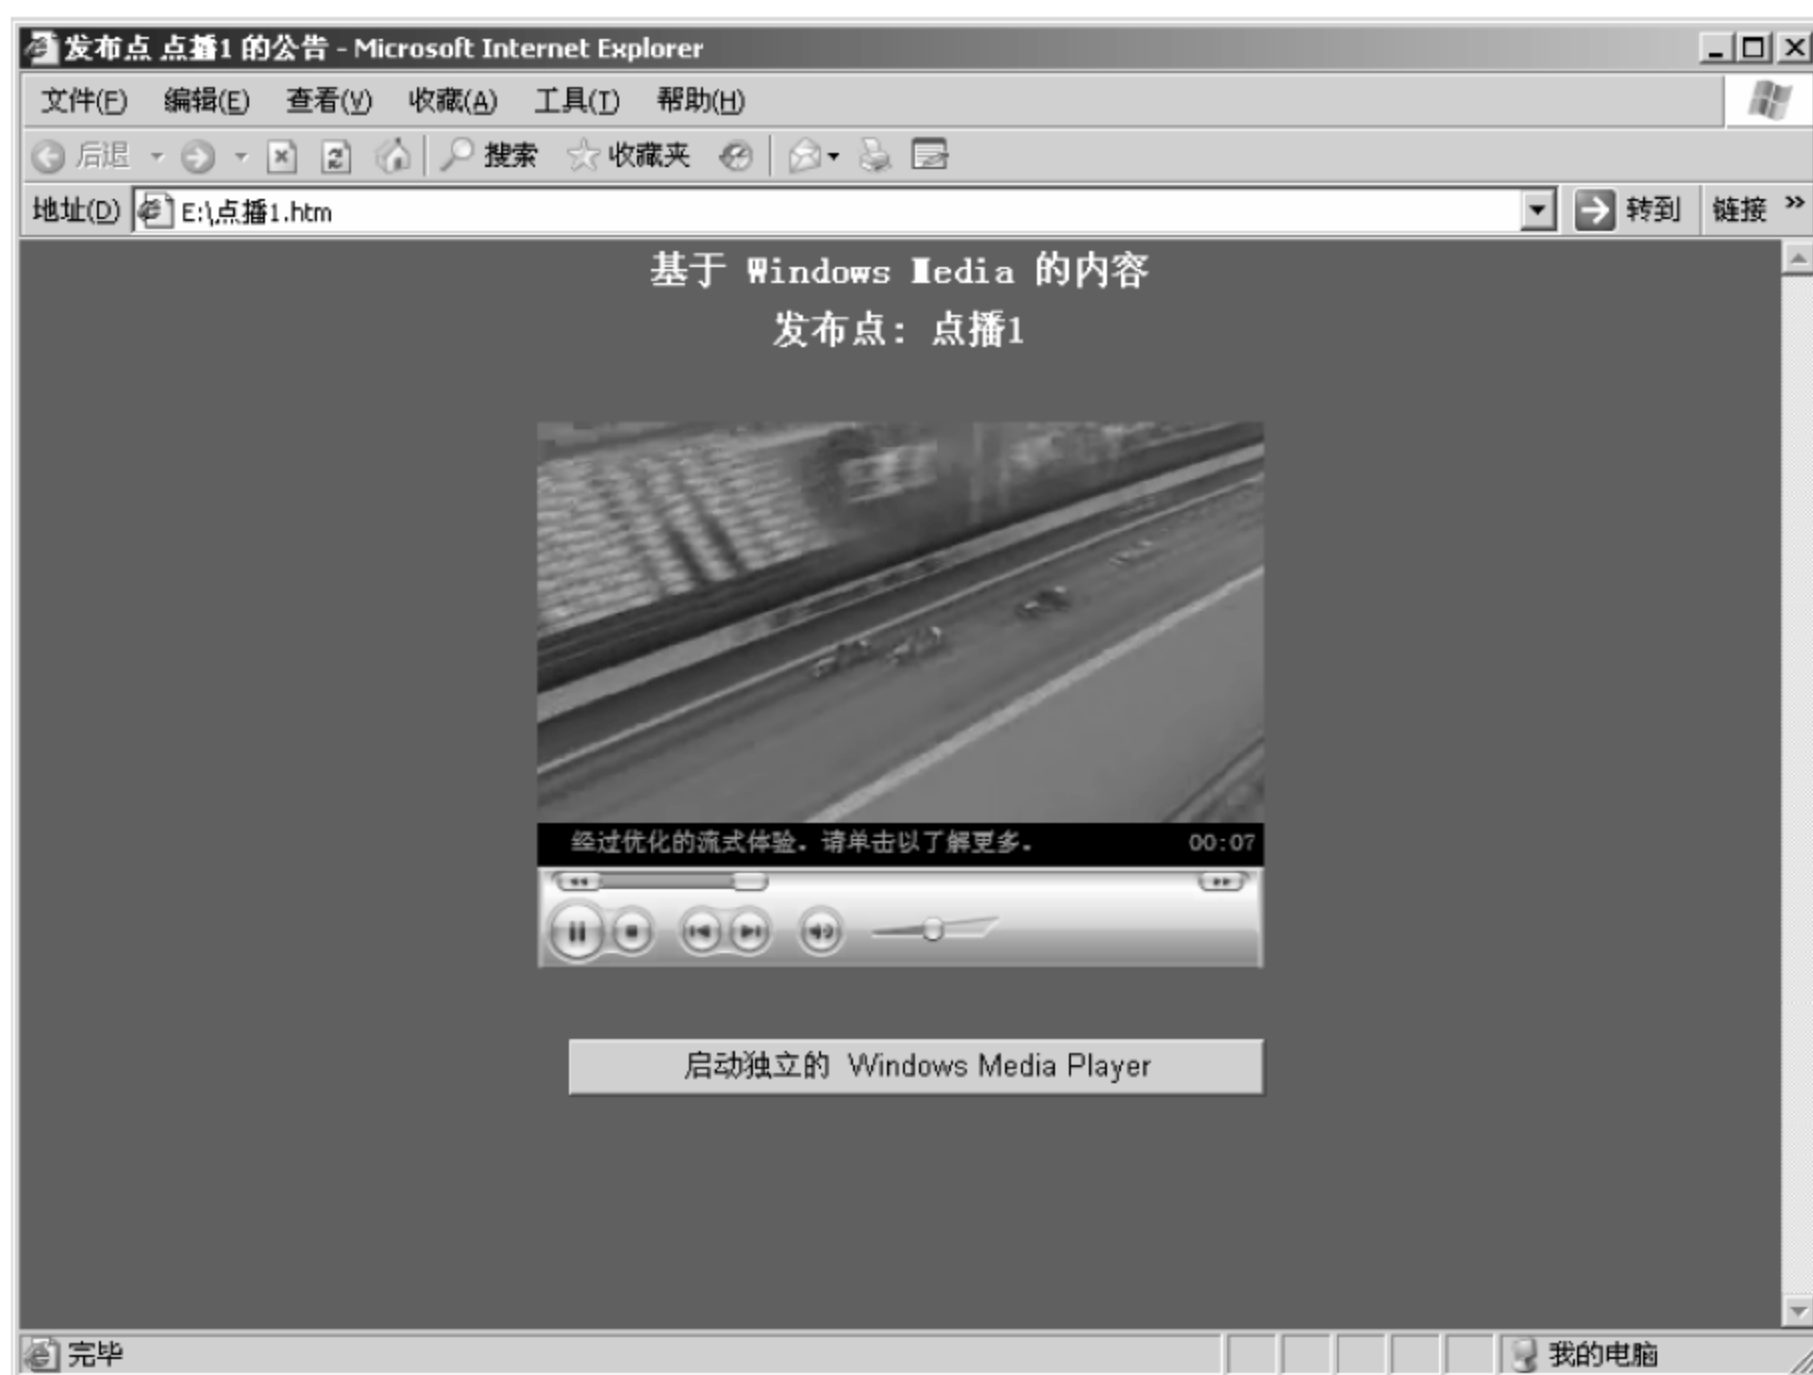 发布点 点播1 的公告 - Microsoft Internet Explorer
文件(F) 编辑(E) 查看(V) 收藏(A) 工具(T) 帮助(H)
后退 搜索 收藏夹
地址(D) E:\点播1.htm 转到 链接 »
基于 Windows Media 的内容
发布点: 点播1
经过优化的流式体验。请单击以了解更多。 00:07
启动独立的 Windows Media Player
完毕 我的电脑